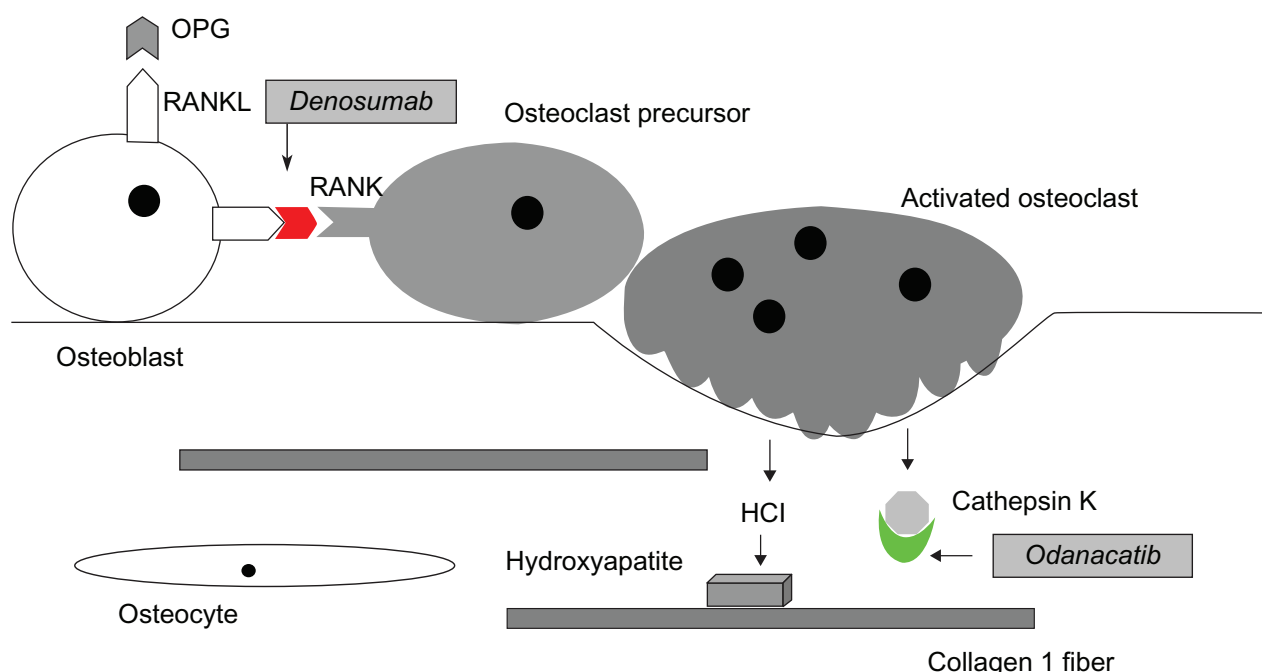 OPG
RANKL
Denosumab
Osteoclast precursor
RANK
Activated osteoclast
Osteoblast
HCl
Cathepsin K
Hydroxyapatite
Odanacatib
Osteocyte
Collagen 1 fiber